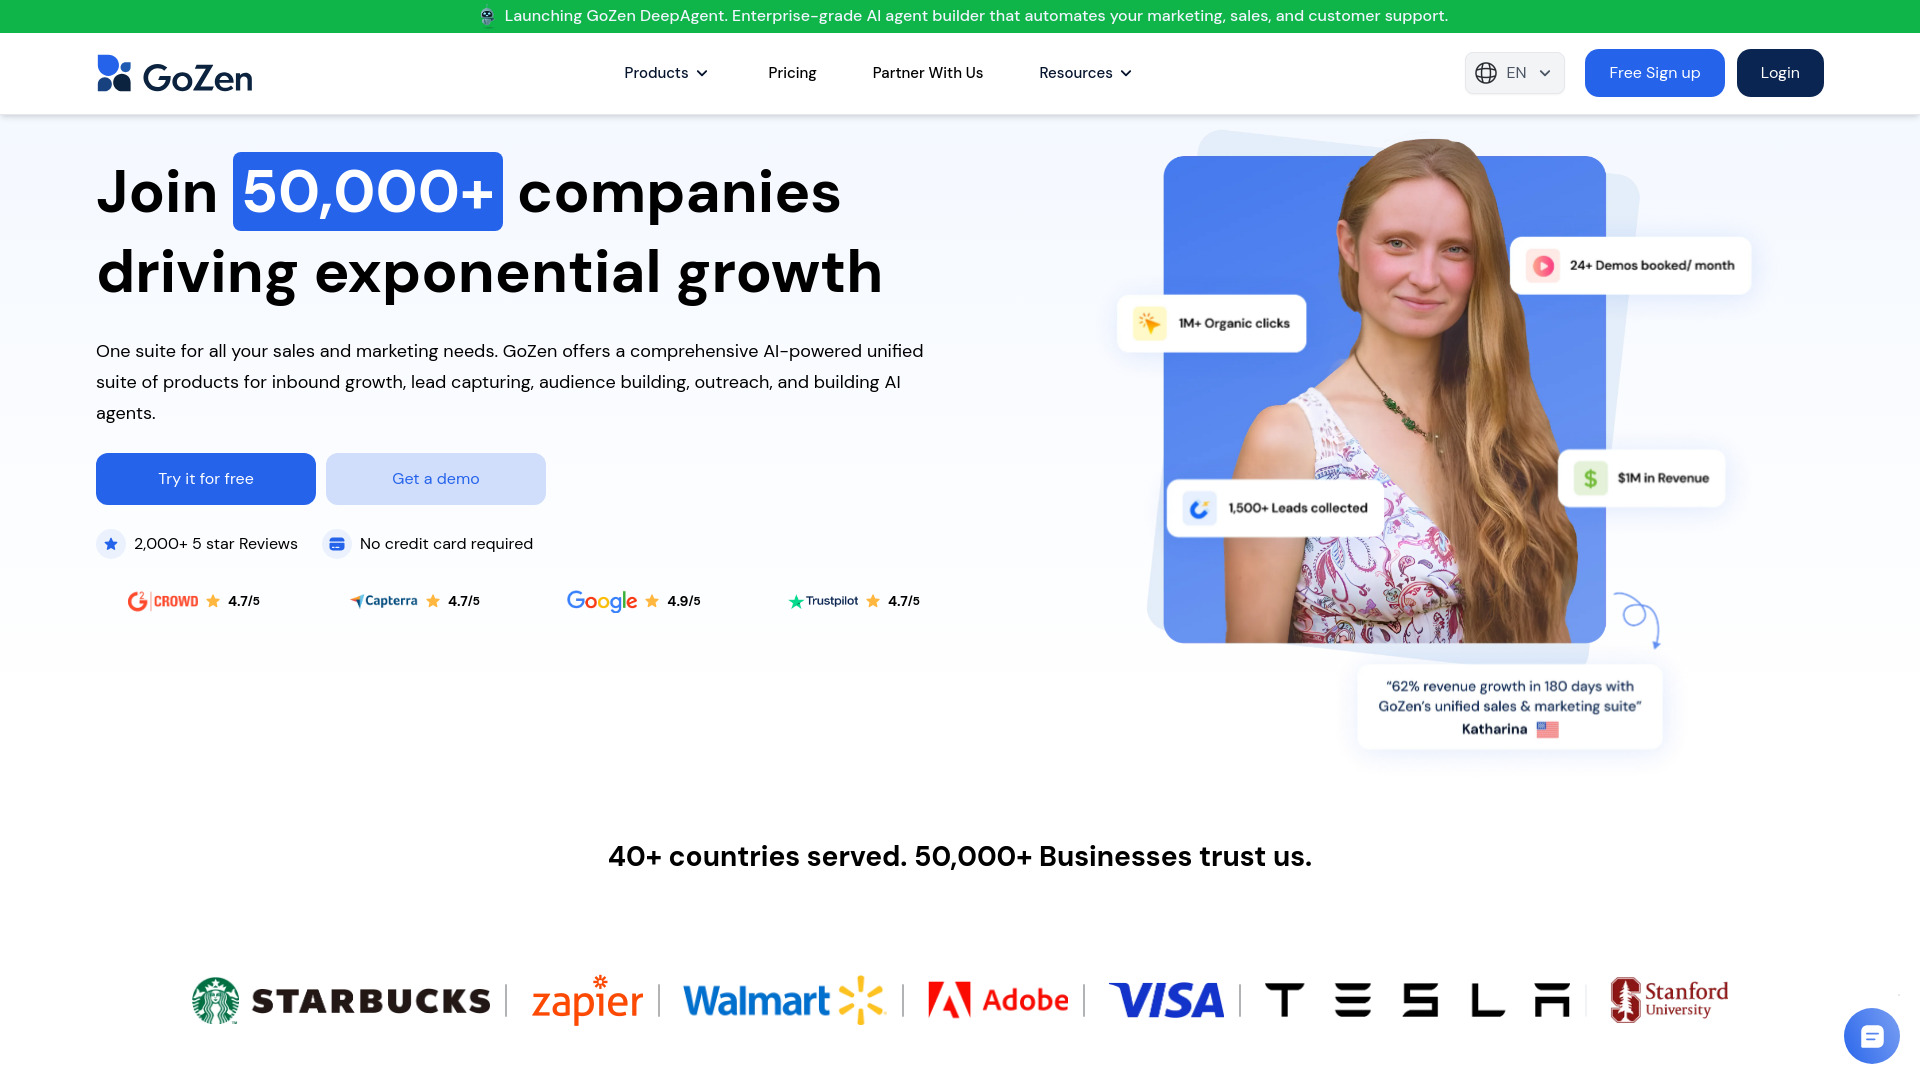 Launching GoZen DeepAgent. Enterprise-grade AI agent builder that automates your marketing, sales, and customer support.
GoZen
Products
Pricing
Partner With Us
Resources
EN
Free Sign up
Login
Join 50,000+ companies
driving exponential growth
One suite for all your sales and marketing needs. GoZen offers a comprehensive AI-powered unified
suite of products for inbound growth, lead capturing, audience building, outreach, and building AI
agents.
Try it for free
Get a demo
2,000+ 5 star Reviews
No credit card required
G2 CROWD 4.7/5
Capterra 4.7/5
Google 4.9/5
Trustpilot 4.7/5
24+ Demos booked/ month
1M+ Organic clicks
$ $1M in Revenue
1,500+ Leads collected
“62% revenue growth in 180 days with
GoZen’s unified sales & marketing suite”
Katharina
40+ countries served. 50,000+ Businesses trust us.
STARBUCKS
zapier
Walmart
Adobe
VISA
TESLA
Stanford
University